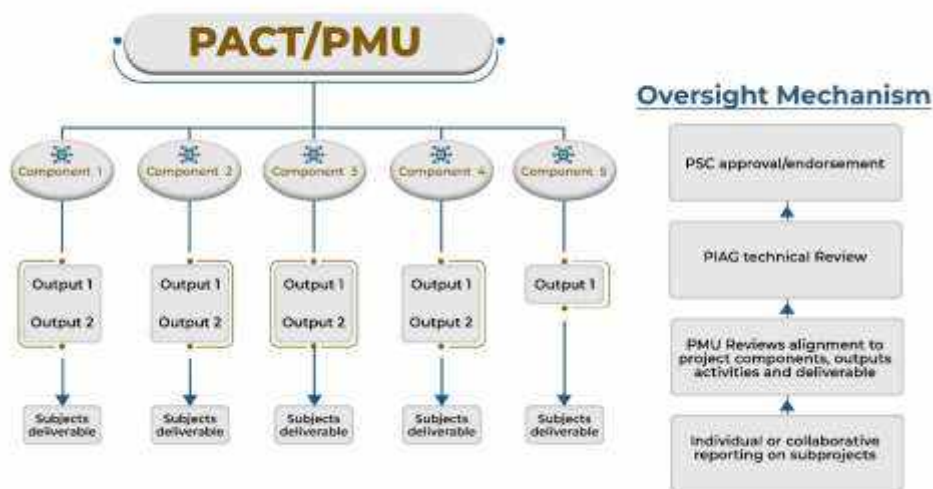 PACT/PMU
Oversight Mechanism
Component 1
Component 2
Component 3
Component 4
Component 5
Output 1
Output 2
Output 1
Output 2
Output 1
Output 2
Output 1
Output 2
Output 1
Subjects
deliverable
Subjects
deliverable
Subjects
deliverable
Subjects
deliverable
Subjects
deliverable
PSC approval/endorsement
PIAG technical Review
PMU Reviews alignment to
project components, outputs
activities and deliverable
Individual or collaborative
reporting on subprojects